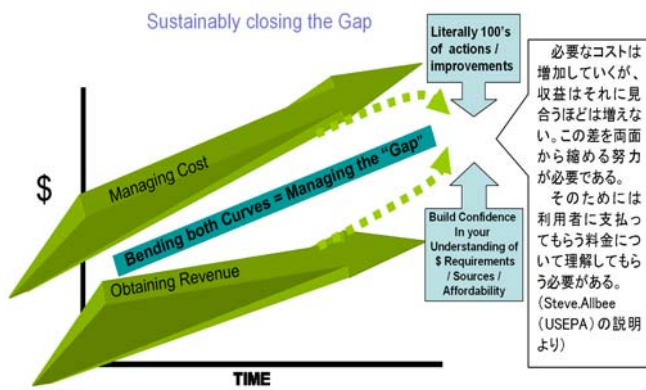 Sustainably closing the Gap
Literally 100's
of actions /
improvements
Managing Cost
$
Bending both Curves = Managing the “Gap”
Obtaining Revenue
Build Confidence
In your
Understanding of
$ Requirements
/ Sources /
Affordability
TIME
必要なコストは
増加していくが、
収益はそれに見
合うほどは増えな
い。この差を両面
から縮める努力
が必要である。
そのためには
利用者に支払っ
てもらう料金につ
いて理解してもら
う必要がある。
(Steve.Allbee
(USEPA)の説明
より)